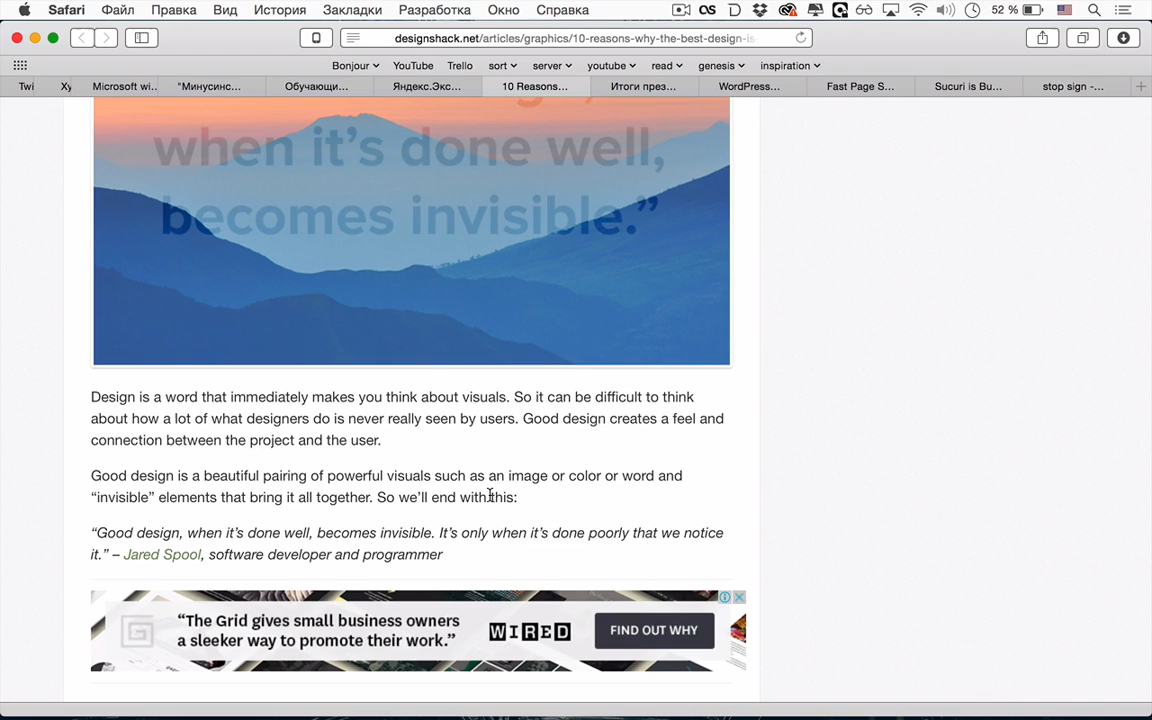 Safari Файл Правка Вид История Закладки Разработка Окно Справка 52 %
designshack.net/articles/graphics/10-reasons-why-the-best-design-is-
Bonjour YouTube Trello sort server youtube read genesis inspiration
Twi Ху Microsoft wi... "Минусинс... Обучающи... Яндекс.Экс... 10 Reasons... Итоги през... WordPress... Fast Page S... Sucuri is Bu... stop sign -...
when it's done well,
becomes invisible.”
Design is a word that immediately makes you think about visuals. So it can be difficult to think
about how a lot of what designers do is never really seen by users. Good design creates a feel and
connection between the project and the user.
Good design is a beautiful pairing of powerful visuals such as an image or color or word and
“invisible” elements that bring it all together. So we’ll end with this:
“Good design, when it’s done well, becomes invisible. It’s only when it’s done poorly that we notice
it.” – Jared Spool, software developer and programmer
“The Grid gives small business owners
a sleeker way to promote their work.”
WIRED
FIND OUT WHY